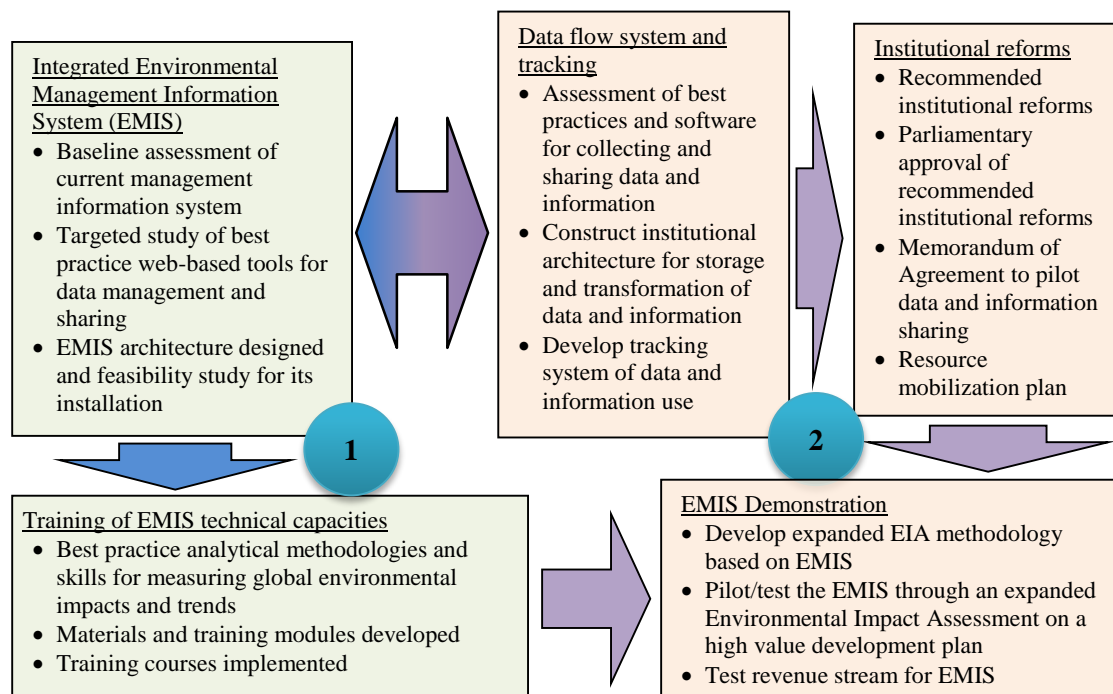 Integrated Environmental
Management Information
System (EMIS)
• Baseline assessment of
current management
information system
• Targeted study of best
practice web-based tools for
data management and
sharing
• EMIS architecture designed
and feasibility study for its
installation
Data flow system and
tracking
• Assessment of best
practices and software
for collecting and
sharing data and
information
• Construct institutional
architecture for storage
and transformation of
data and information
• Develop tracking
system of data and
information use
Institutional reforms
• Recommended
institutional reforms
• Parliamentary
approval of
recommended
institutional reforms
• Memorandum of
Agreement to pilot
data and information
sharing
• Resource
mobilization plan
1
2
Training of EMIS technical capacities
• Best practice analytical methodologies and
skills for measuring global environmental
impacts and trends
• Materials and training modules developed
• Training courses implemented
EMIS Demonstration
• Develop expanded EIA methodology
based on EMIS
• Pilot/test the EMIS through an expanded
Environmental Impact Assessment on a
high value development plan
• Test revenue stream for EMIS